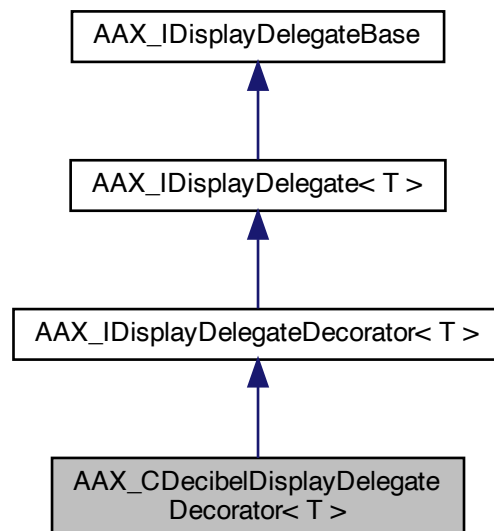 AAX_IDisplayDelegateBase
AAX_IDisplayDelegate< T >
AAX_IDisplayDelegateDecorator< T >
AAX_CDecibelDisplayDelegate
Decorator< T >